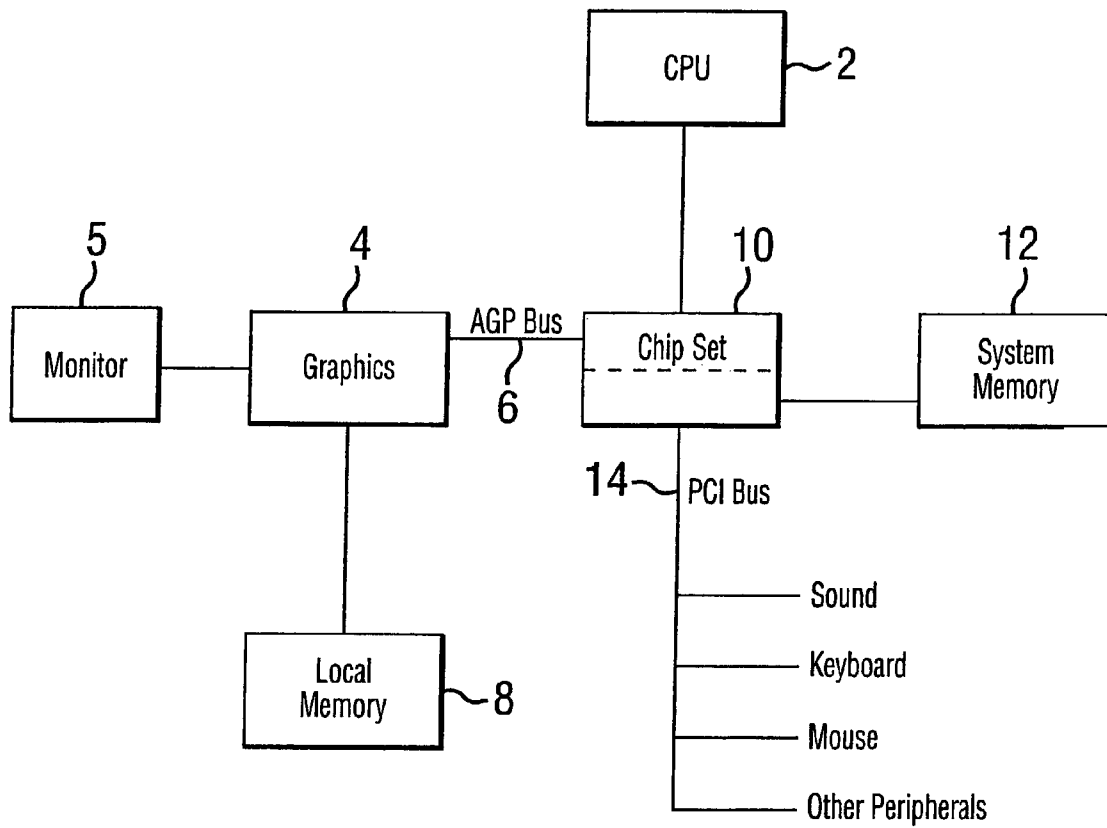 CPU
2
5
4
10
12
Monitor
Graphics
AGP Bus
6
Chip Set
System
Memory
14
PCI Bus
Sound
Keyboard
Mouse
Other Peripherals
Local
Memory
8